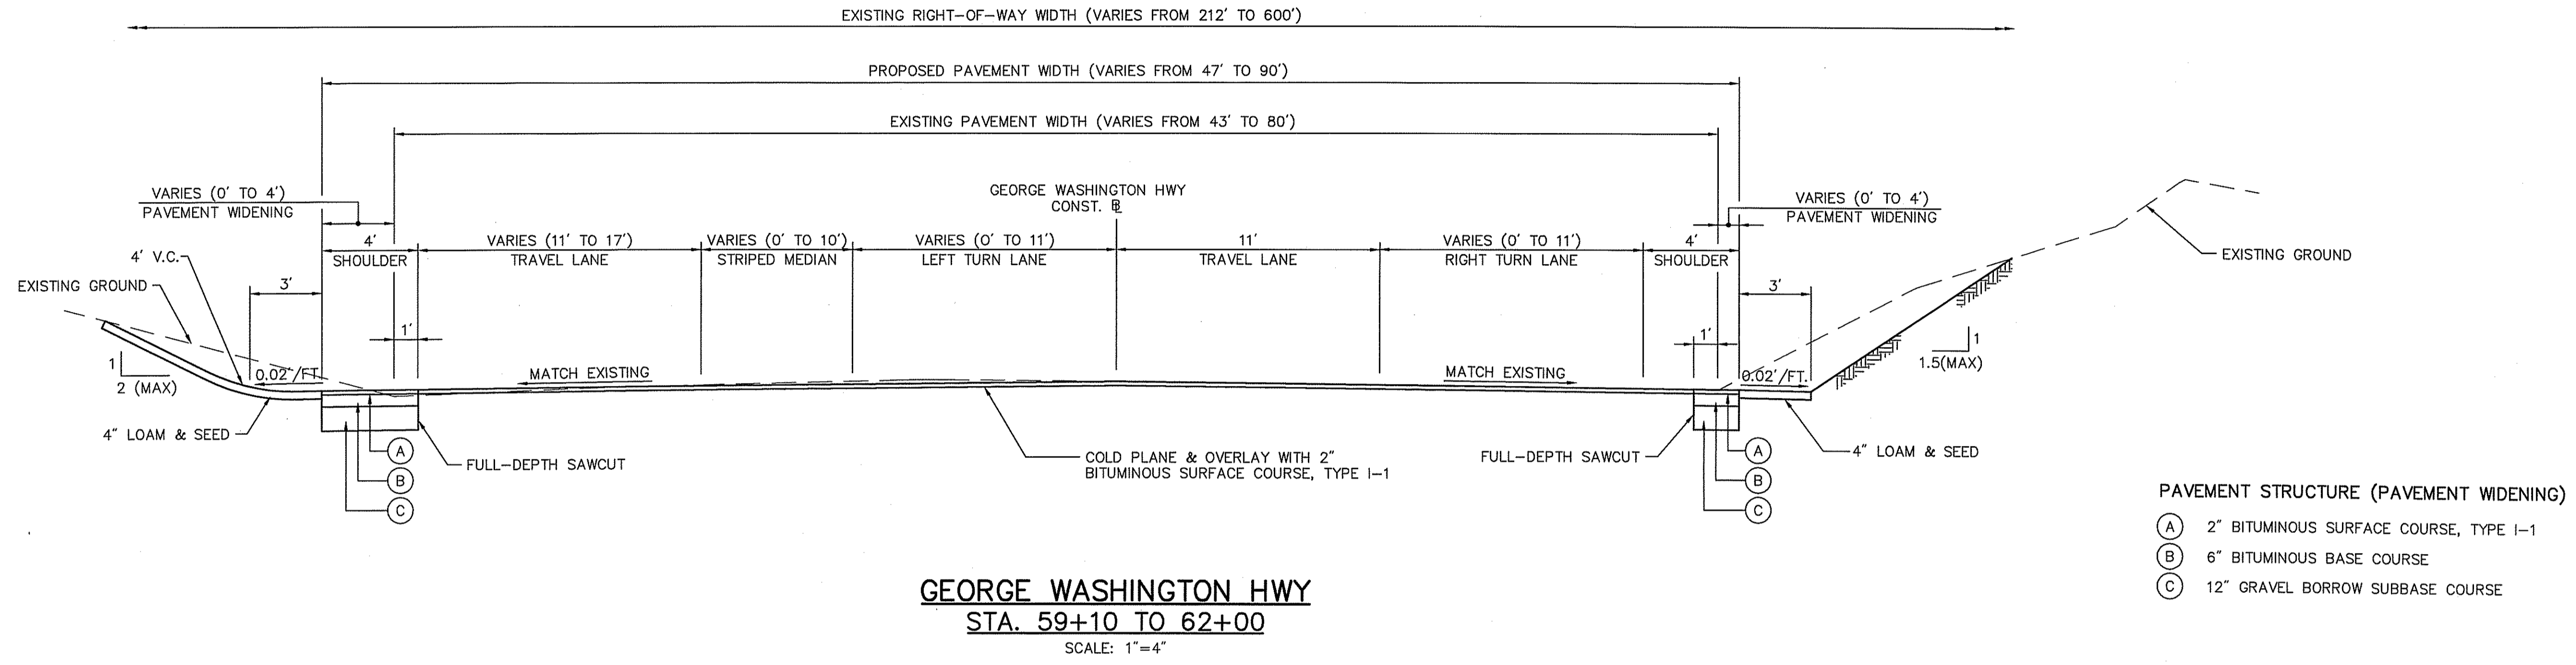 EXISTING RIGHT-OF-WAY WIDTH (VARIES FROM 212' TO 600')
PROPOSED PAVEMENT WIDTH (VARIES FROM 47' TO 90')
EXISTING PAVEMENT WIDTH (VARIES FROM 43' TO 80')
VARIES (0' TO 4')
PAVEMENT WIDENING
GEORGE WASHINGTON HWY
CONST. ℄
VARIES (0' TO 4')
PAVEMENT WIDENING
4'
SHOULDER
VARIES (11' TO 17')
TRAVEL LANE
VARIES (0' TO 10')
STRIPED MEDIAN
VARIES (0' TO 11')
LEFT TURN LANE
11'
TRAVEL LANE
VARIES (0' TO 11')
RIGHT TURN LANE
4'
SHOULDER
4' V.C.
EXISTING GROUND
3'
3'
EXISTING GROUND
1'
1'
1
2 (MAX)
0.02'/FT
MATCH EXISTING
MATCH EXISTING
0.02'/FT.
1
1.5(MAX)
4" LOAM & SEED
A
B
C
FULL-DEPTH SAWCUT
COLD PLANE & OVERLAY WITH 2"
BITUMINOUS SURFACE COURSE, TYPE I-1
FULL-DEPTH SAWCUT
A
B
C
4" LOAM & SEED
PAVEMENT STRUCTURE (PAVEMENT WIDENING)
A 2" BITUMINOUS SURFACE COURSE, TYPE I-1
B 6" BITUMINOUS BASE COURSE
C 12" GRAVEL BORROW SUBBASE COURSE
GEORGE WASHINGTON HWY
STA. 59+10 TO 62+00
SCALE: 1"=4"